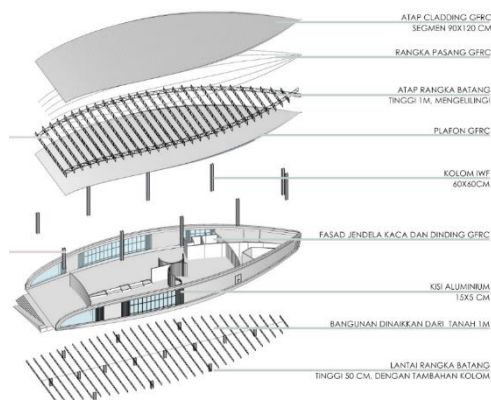 ATAP CLADDING GFRC
SEGMEN 90X120 CM
RANGKA PASANG GFRC
ATAP RANGKA BATANG
TINGGI 1M, MENGELILINGI
PLAFON GFRC
KOLOM IWF
60X60CM
FASAD JENDELA KACA DAN DINDING GFRC
KISI ALUMINIUM
15X5 CM
BANGUNAN DINAIKKAN DARI TANAH 1M
LANTAI RANGKA BATANG
TINGGI 50 CM, DENGAN TAMBAHAN KOLOM